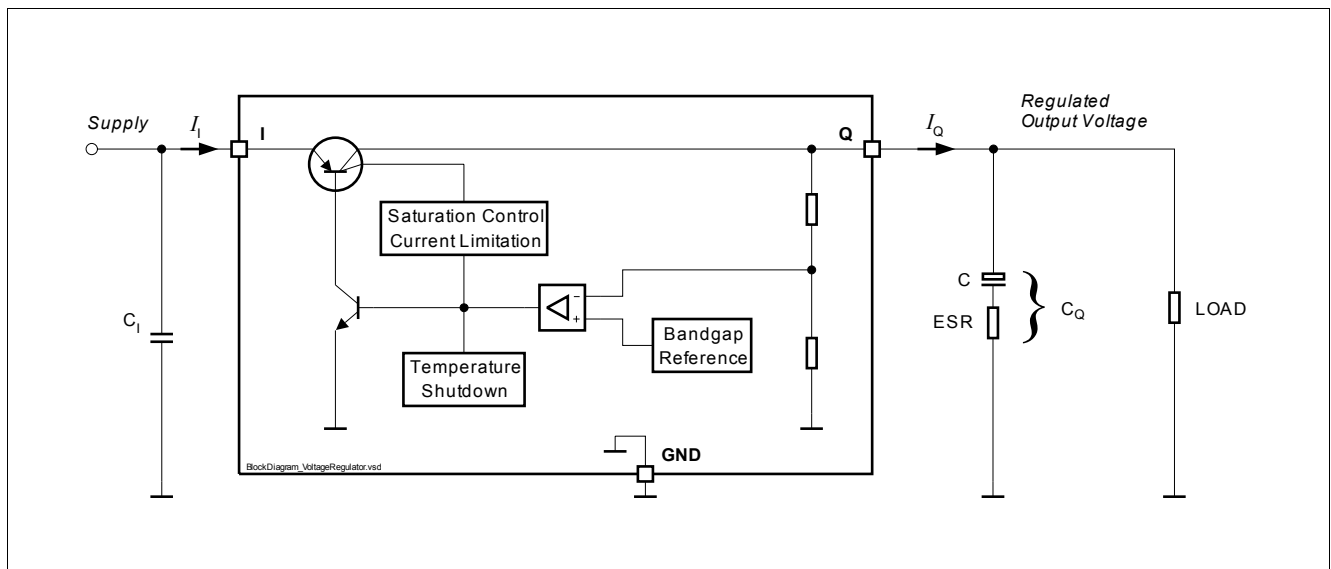 Supply
I_I
I
Q
I_Q
Regulated
Output Voltage
Saturation Control
Current Limitation
C_I
-
+
Bandgap
Reference
Temperature
Shutdown
C
ESR
C_Q
LOAD
GND
BlockDiagram_VoltageRegulator.vsd